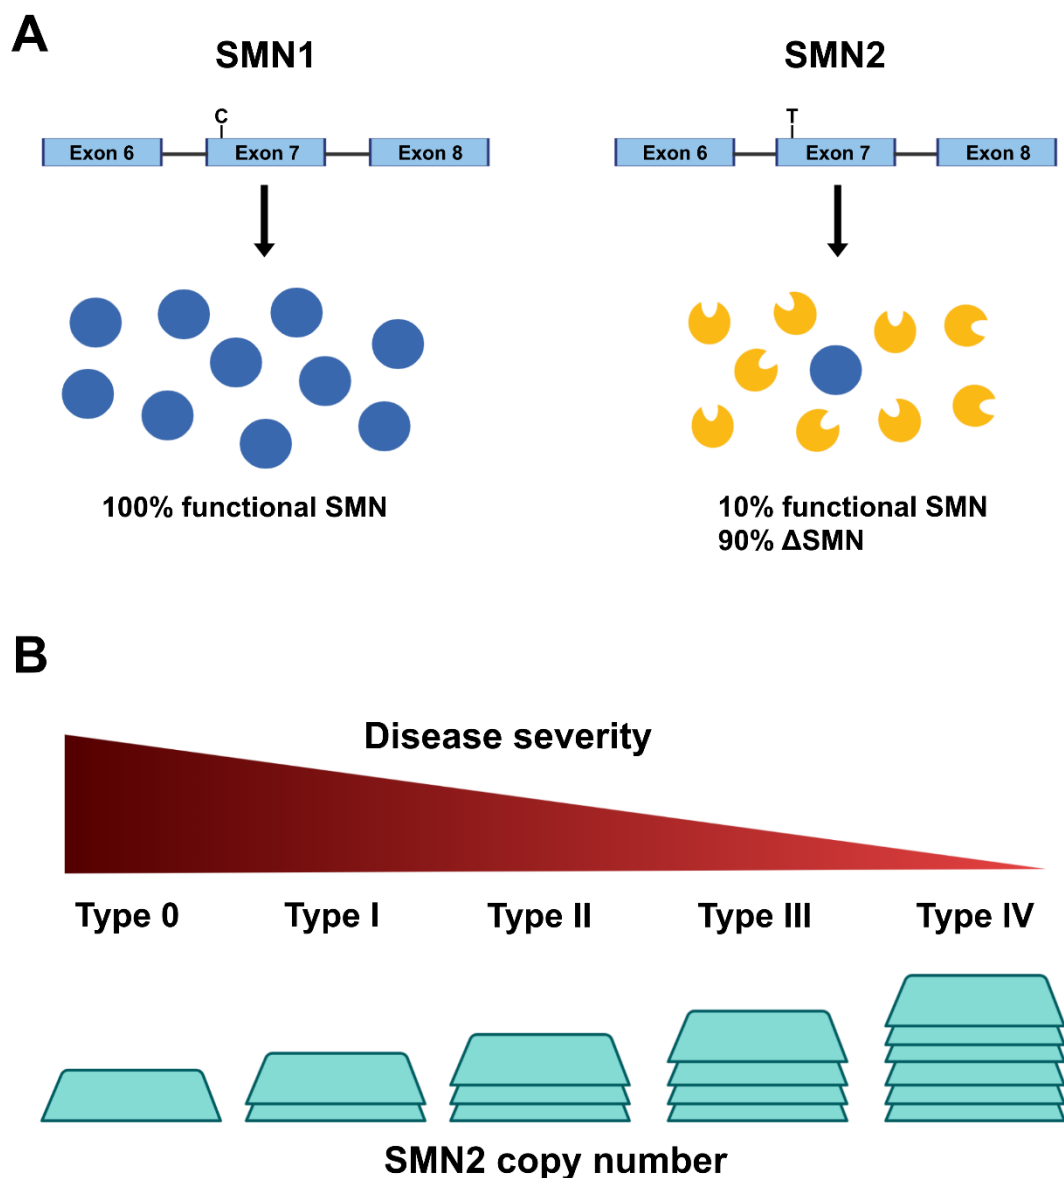 A
SMN1
SMN2
C
T
Exon 6
Exon 7
Exon 8
Exon 6
Exon 7
Exon 8
100% functional SMN
10% functional SMN
90% ΔSMN
B
Disease severity
Type 0
Type I
Type II
Type III
Type IV
SMN2 copy number